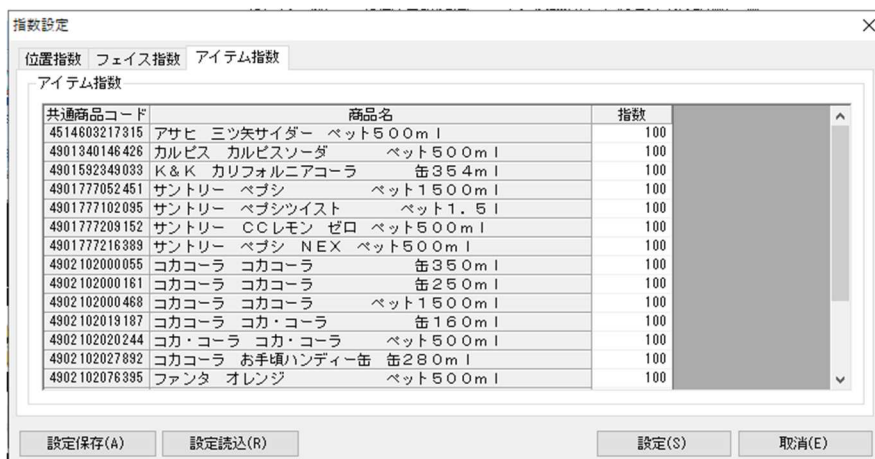 指数設定
位置指数 フェイス指数 アイテム指数
アイテム指数
共通商品コード 商品名 指数
4514603217315 アサヒ 三ツ矢サイダー ペット500ml 100
4901340146426 カルピス カルピスソーダ ペット500ml 100
4901592349033 K&K カリフォルニアコーラ 缶354ml 100
4901777052451 サントリー ペプシ ペット1500ml 100
4901777102095 サントリー ペプシツイスト ペット1.5l 100
4901777209152 サントリー CCレモン ゼロ ペット500ml 100
4901777216389 サントリー ペプシ NEX ペット500ml 100
4902102000055 コカコーラ コカコーラ 缶350ml 100
4902102000161 コカコーラ コカコーラ 缶250ml 100
4902102000468 コカコーラ コカコーラ ペット1500ml 100
4902102019187 コカコーラ コカ・コーラ 缶160ml 100
4902102020244 コカ・コーラ コカ・コーラ ペット500ml 100
4902102027892 コカコーラ お手頃ハンディー缶 缶280ml 100
4902102076395 ファンタ オレンジ ペット500ml 100
設定保存(A) 設定読込(R) 設定(S) 取消(E)